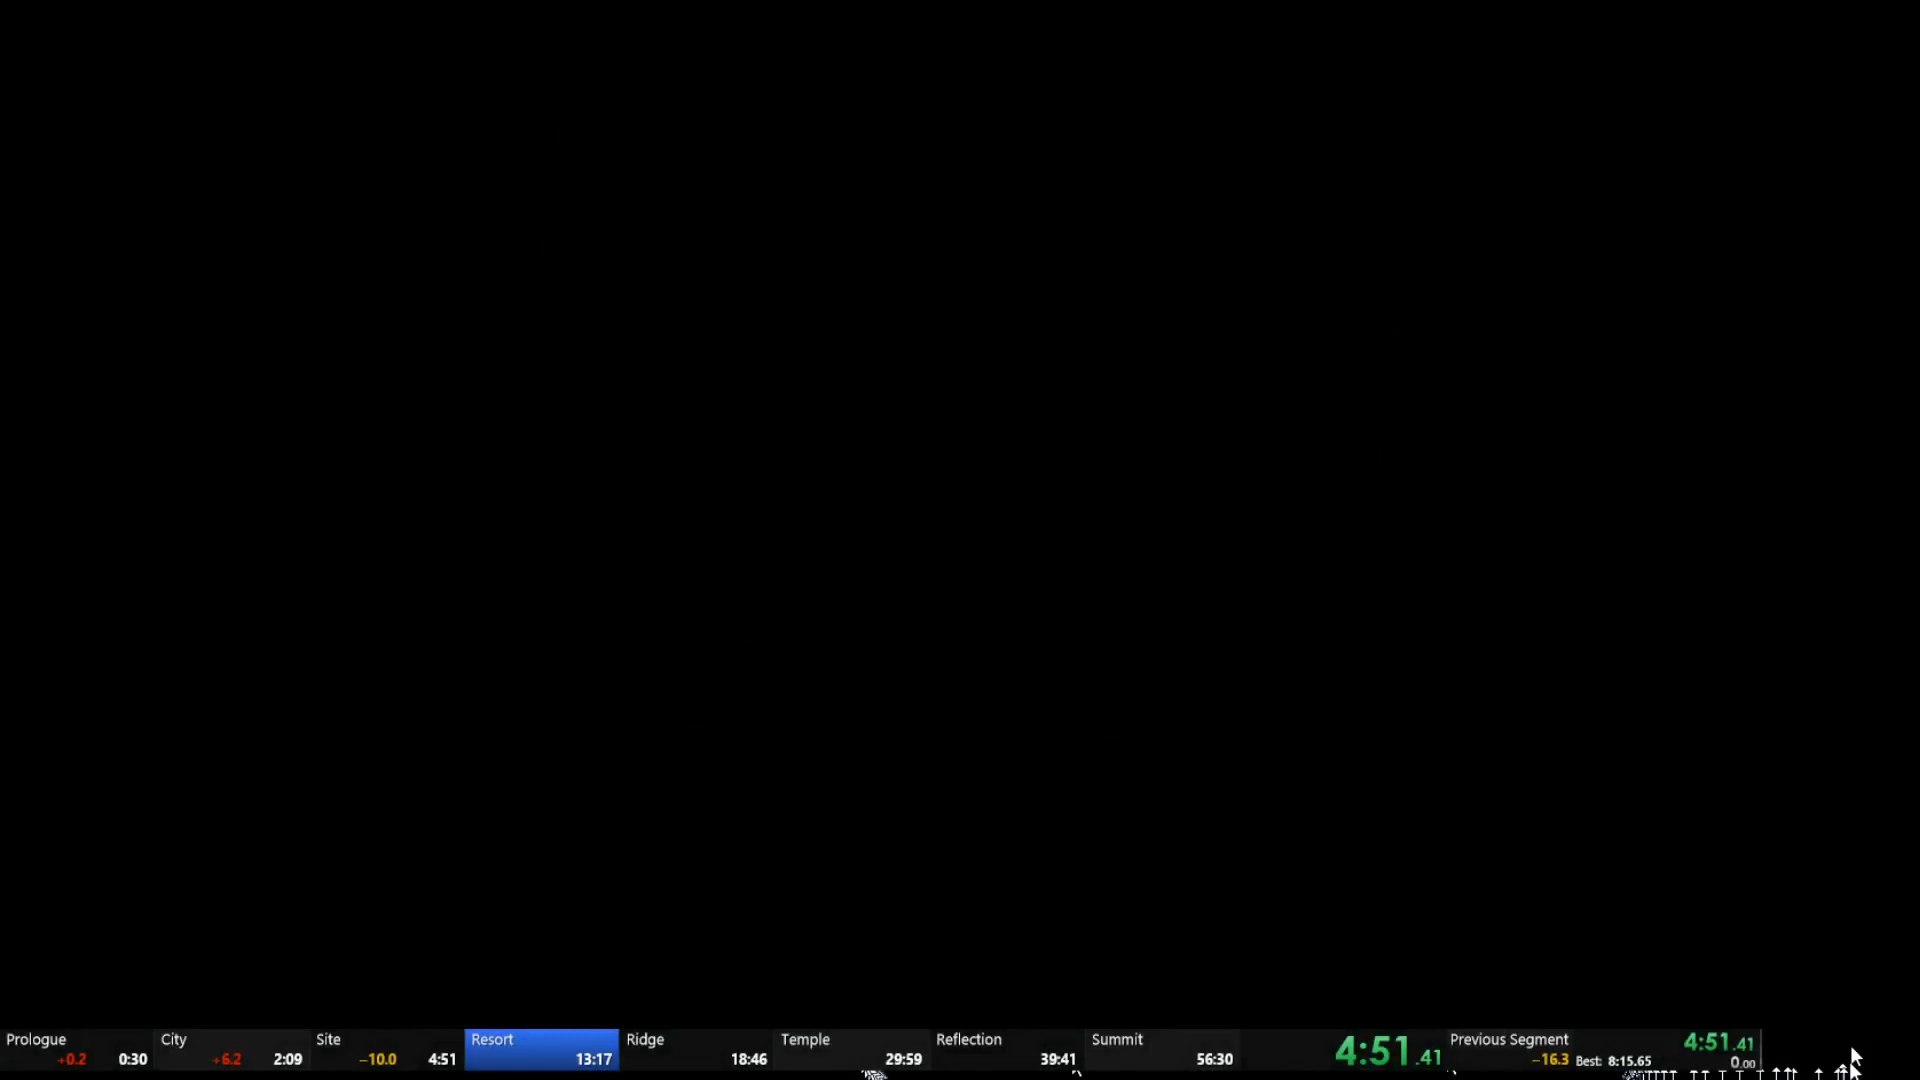 Prologue
+0.2 0:30
City
+6.2 2:09
Site
−10.0 4:51
Resort
13:17
Ridge
18:46
Temple
29:59
Reflection
39:41
Summit
56:30
4:51.41
Previous Segment
−16.3
Best: 8:15.65
4:51.41
0.00